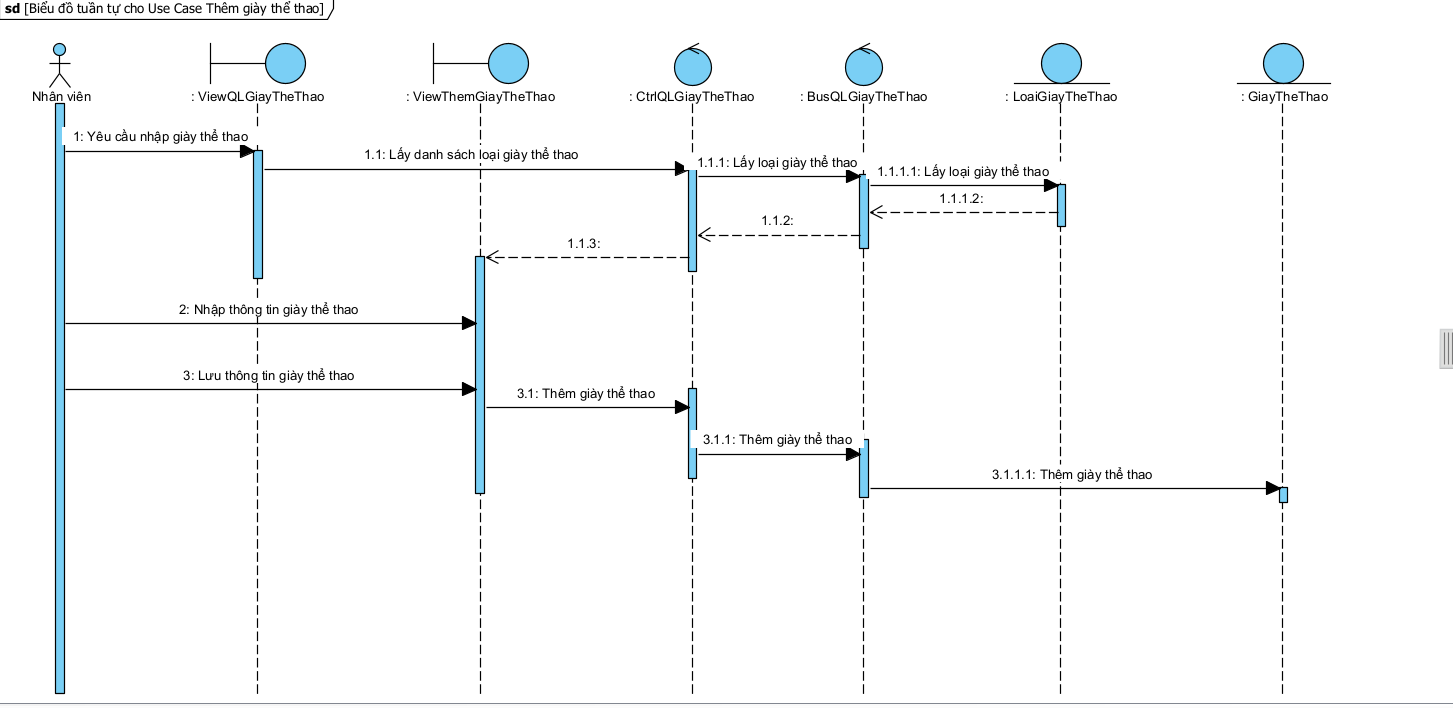 sd [Biểu đồ tuần tự cho Use Case Thêm giày thể thao]
Nhân viên
: ViewQLGiayTheThao
: ViewThemGiayTheThao
: CtrlQLGiayTheThao
: BusQLGiayTheThao
: LoaiGiayTheThao
: GiayTheThao
1: Yêu cầu nhập giày thể thao
1.1: Lấy danh sách loại giày thể thao
1.1.1: Lấy loại giày thể thao
1.1.1.1: Lấy loại giày thể thao
1.1.1.2:
1.1.2:
1.1.3:
2: Nhập thông tin giày thể thao
3: Lưu thông tin giày thể thao
3.1: Thêm giày thể thao
3.1.1: Thêm giày thể thao
3.1.1.1: Thêm giày thể thao